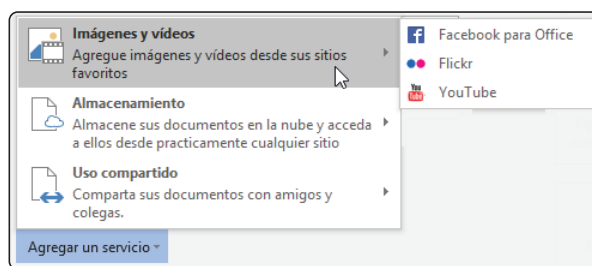 Imágenes y vídeos
Agregue imágenes y vídeos desde sus sitios
favoritos
Almacenamiento
Almacene sus documentos en la nube y acceda
a ellos desde practicamente cualquier sitio
Uso compartido
Comparta sus documentos con amigos y
colegas.
Agregar un servicio
Facebook para Office
Flickr
You Tube
YouTube